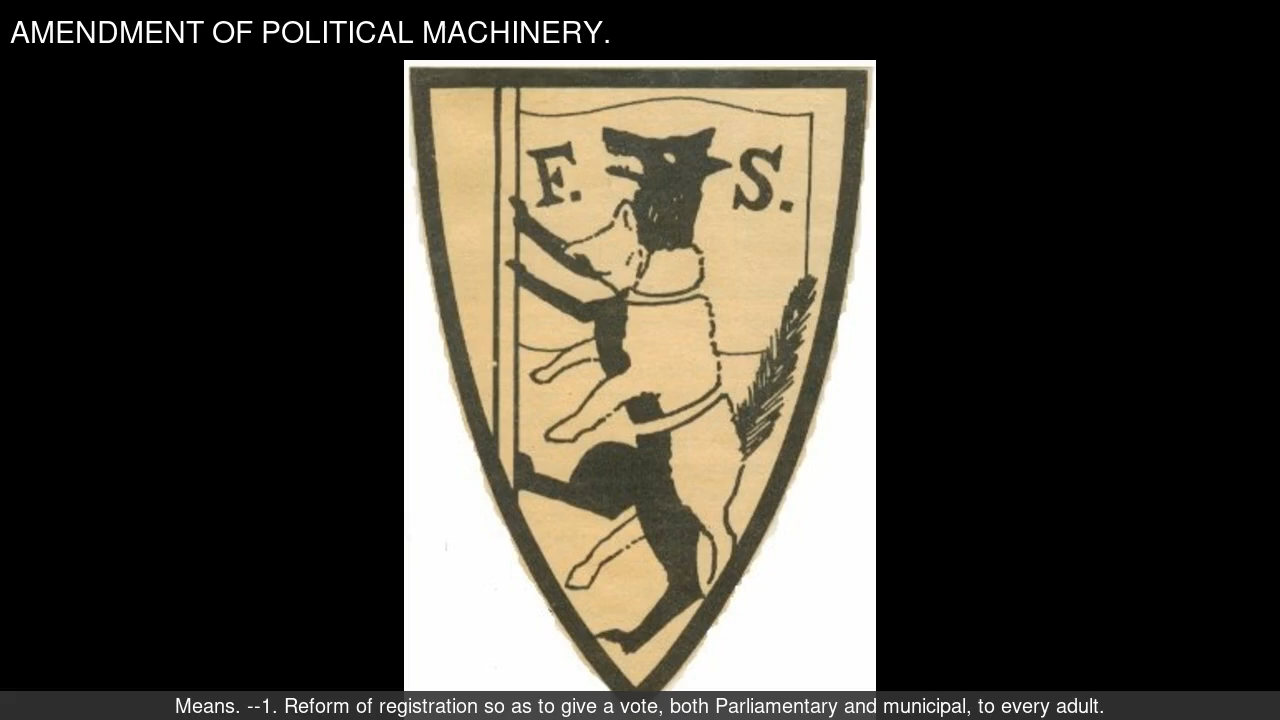 AMENDMENT OF POLITICAL MACHINERY.
F. S.
Means. --1. Reform of registration so as to give a vote, both Parliamentary and municipal, to every adult.